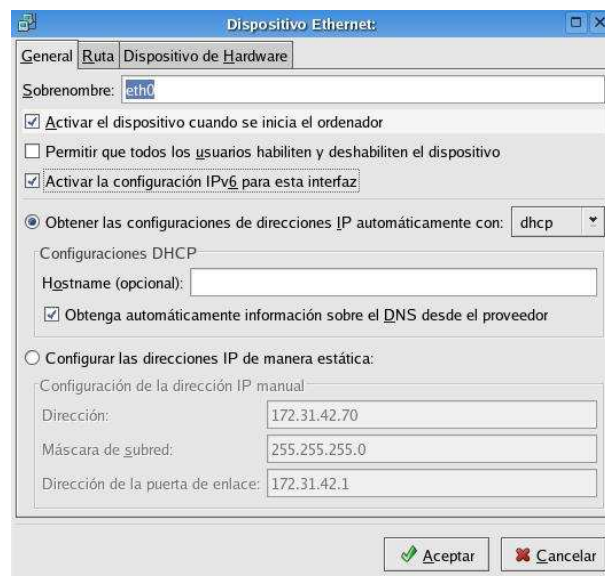 Dispositivo Ethernet:
General Ruta Dispositivo de Hardware
Sobrenombre: eth0
Activar el dispositivo cuando se inicia el ordenador
Permitir que todos los usuarios habiliten y deshabiliten el dispositivo
Activar la configuración IPv6 para esta interfaz
Obtener las configuraciones de direcciones IP automáticamente con: dhcp
Configuraciones DHCP
Hostname (opcional):
Obtenga automáticamente información sobre el DNS desde el proveedor
Configurar las direcciones IP de manera estática:
Configuración de la dirección IP manual
Dirección: 172.31.42.70
Máscara de subred: 255.255.255.0
Dirección de la puerta de enlace: 172.31.42.1
Aceptar Cancelar